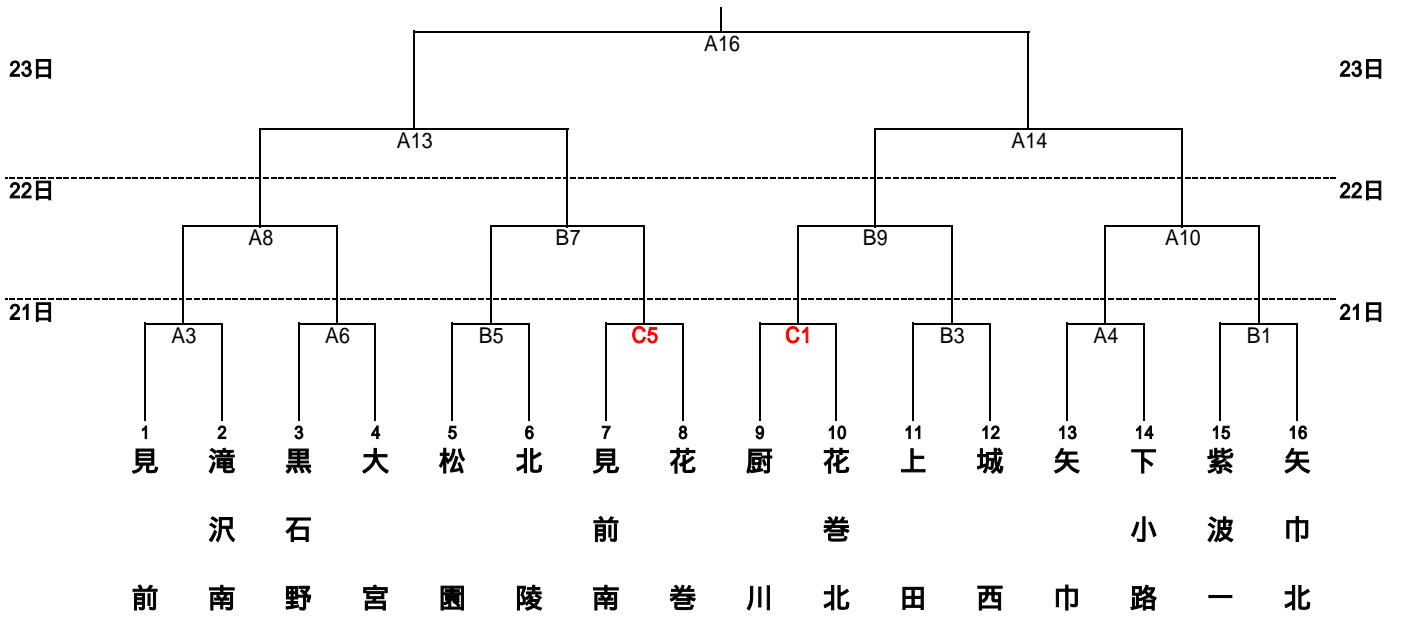 A16
23日 23日
A13 A14
22日 22日
A8 B7 B9 A10
21日 21日
A3 A6 B5 C5 C1 B3 A4 B1
1 2 3 4 5 6 7 8 9 10 11 12 13 14 15 16
見前
滝沢南
黒石野
大宮
松園
北陵
見前南
花巻
厨川
花巻北
上田
城西
矢巾
下小路
紫波一
矢巾北